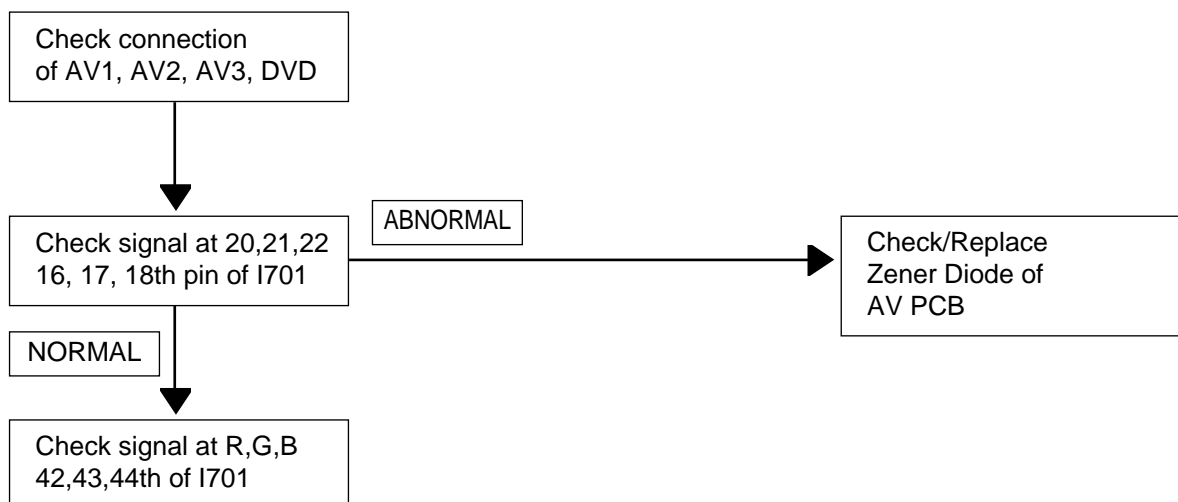 Check connection
of AV1, AV2, AV3, DVD
Check signal at 20,21,22
16, 17, 18th pin of I701
ABNORMAL
Check/Replace
Zener Diode of
AV PCB
NORMAL
Check signal at R,G,B
42,43,44th of I701